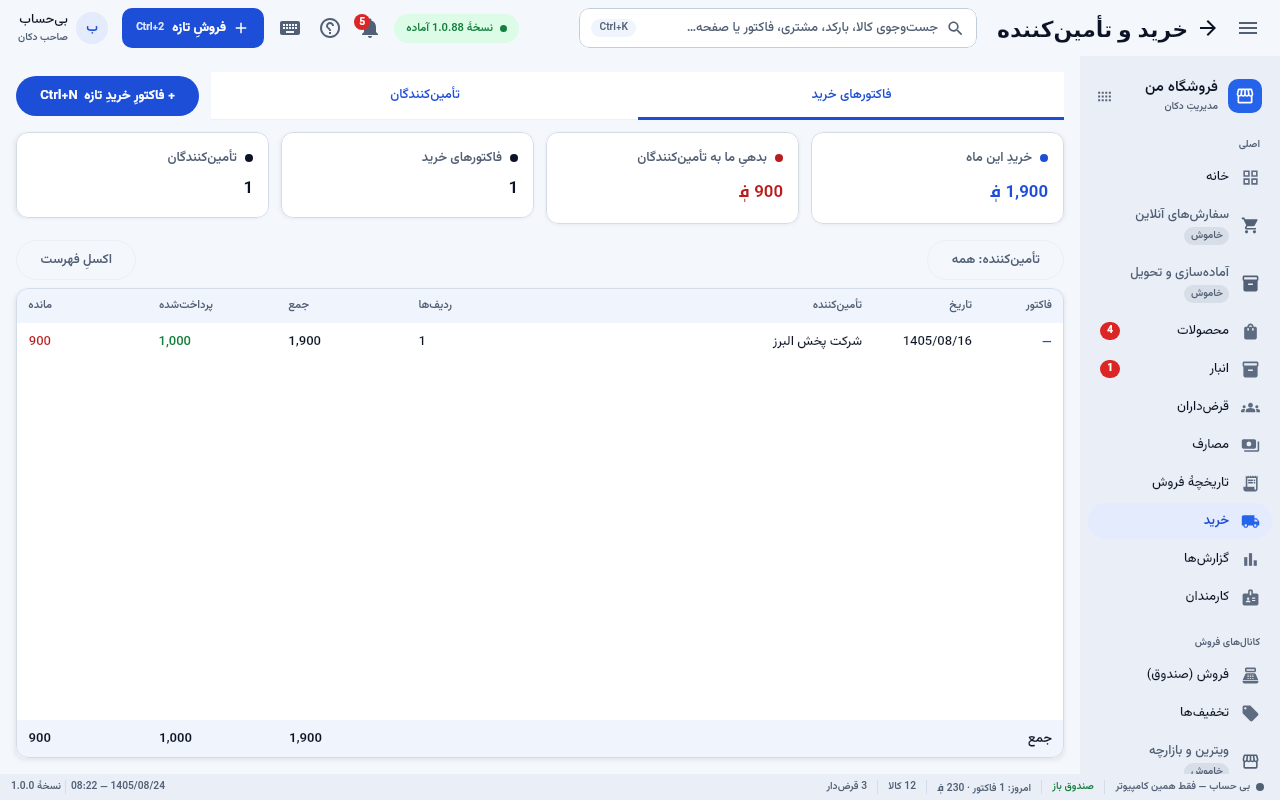 خرید و تأمین‌کننده
جست‌وجوی کالا، بارکد، مشتری، فاکتور یا صفحه…
Ctrl+K
نسخهٔ 1.0.88 آماده
5
فروشِ تازه
Ctrl+2
ب
بی‌حساب
صاحب دکان
فروشگاه من
مدیریت دکان
اصلی
خانه
سفارش‌های آنلاین
خاموش
آماده‌سازی و تحویل
خاموش
محصولات
4
انبار
1
قرض‌داران
مصارف
تاریخچهٔ فروش
خرید
گزارش‌ها
کارمندان
کانال‌های فروش
فروش (صندوق)
تخفیف‌ها
ویترین و بازارچه
خاموش
فاکتورهای خرید
تأمین‌کنندگان
+ فاکتورِ خریدِ تازه Ctrl+N
خریدِ این ماه
1,900 ؋
بدهیِ ما به تأمین‌کنندگان
900 ؋
فاکتورهای خرید
1
تأمین‌کنندگان
1
تأمین‌کننده: همه
اکسلِ فهرست
فاکتور تاریخ تأمین‌کننده ردیف‌ها جمع پرداخت‌شده مانده
— 1405/08/16 شرکت پخش البرز 1 1,900 1,000 900
جمع 1,900 1,000 900
بی حساب — فقط همین کامپیوتر
صندوق باز
امروز: 1 فاکتور · 230 ؋
12 کالا
3 قرض‌دار
1405/08/24 — 08:22
نسخهٔ 1.0.0